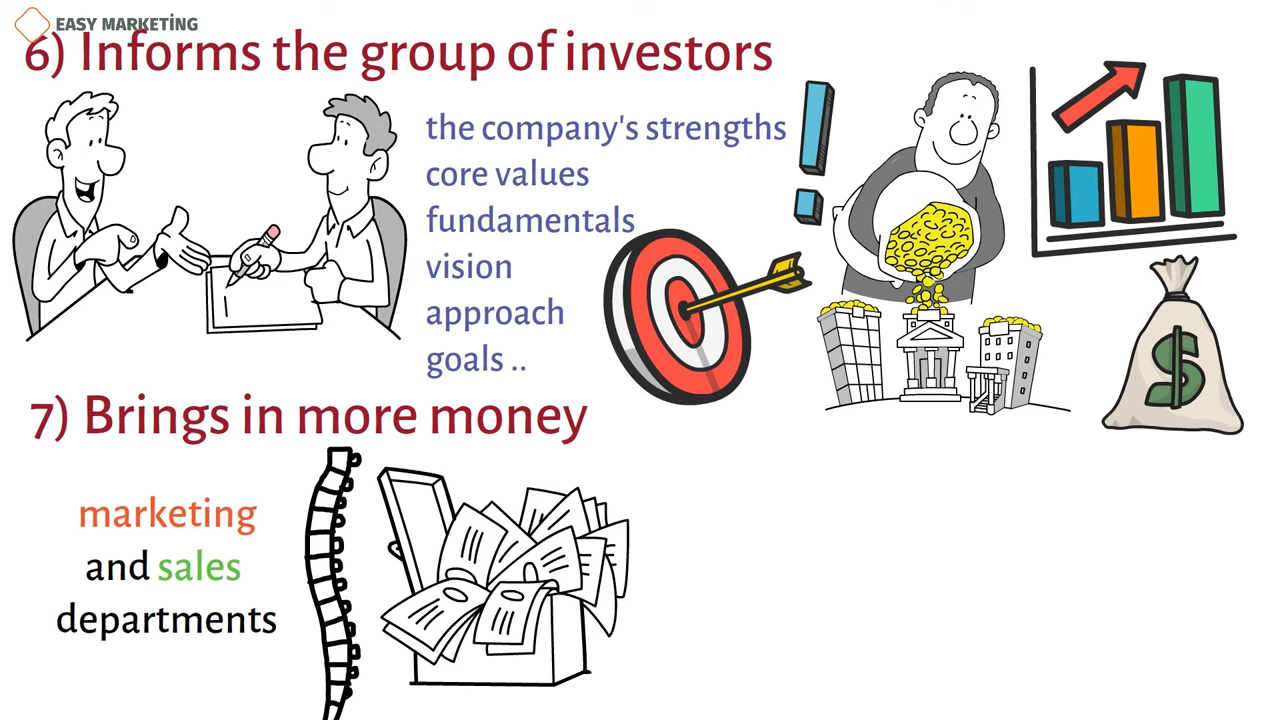 EASY MARKETİNG
6) Informs the group of investors
the company's strengths
core values
fundamentals
vision
approach
goals ..
$
7) Brings in more money
marketing
and sales
departments